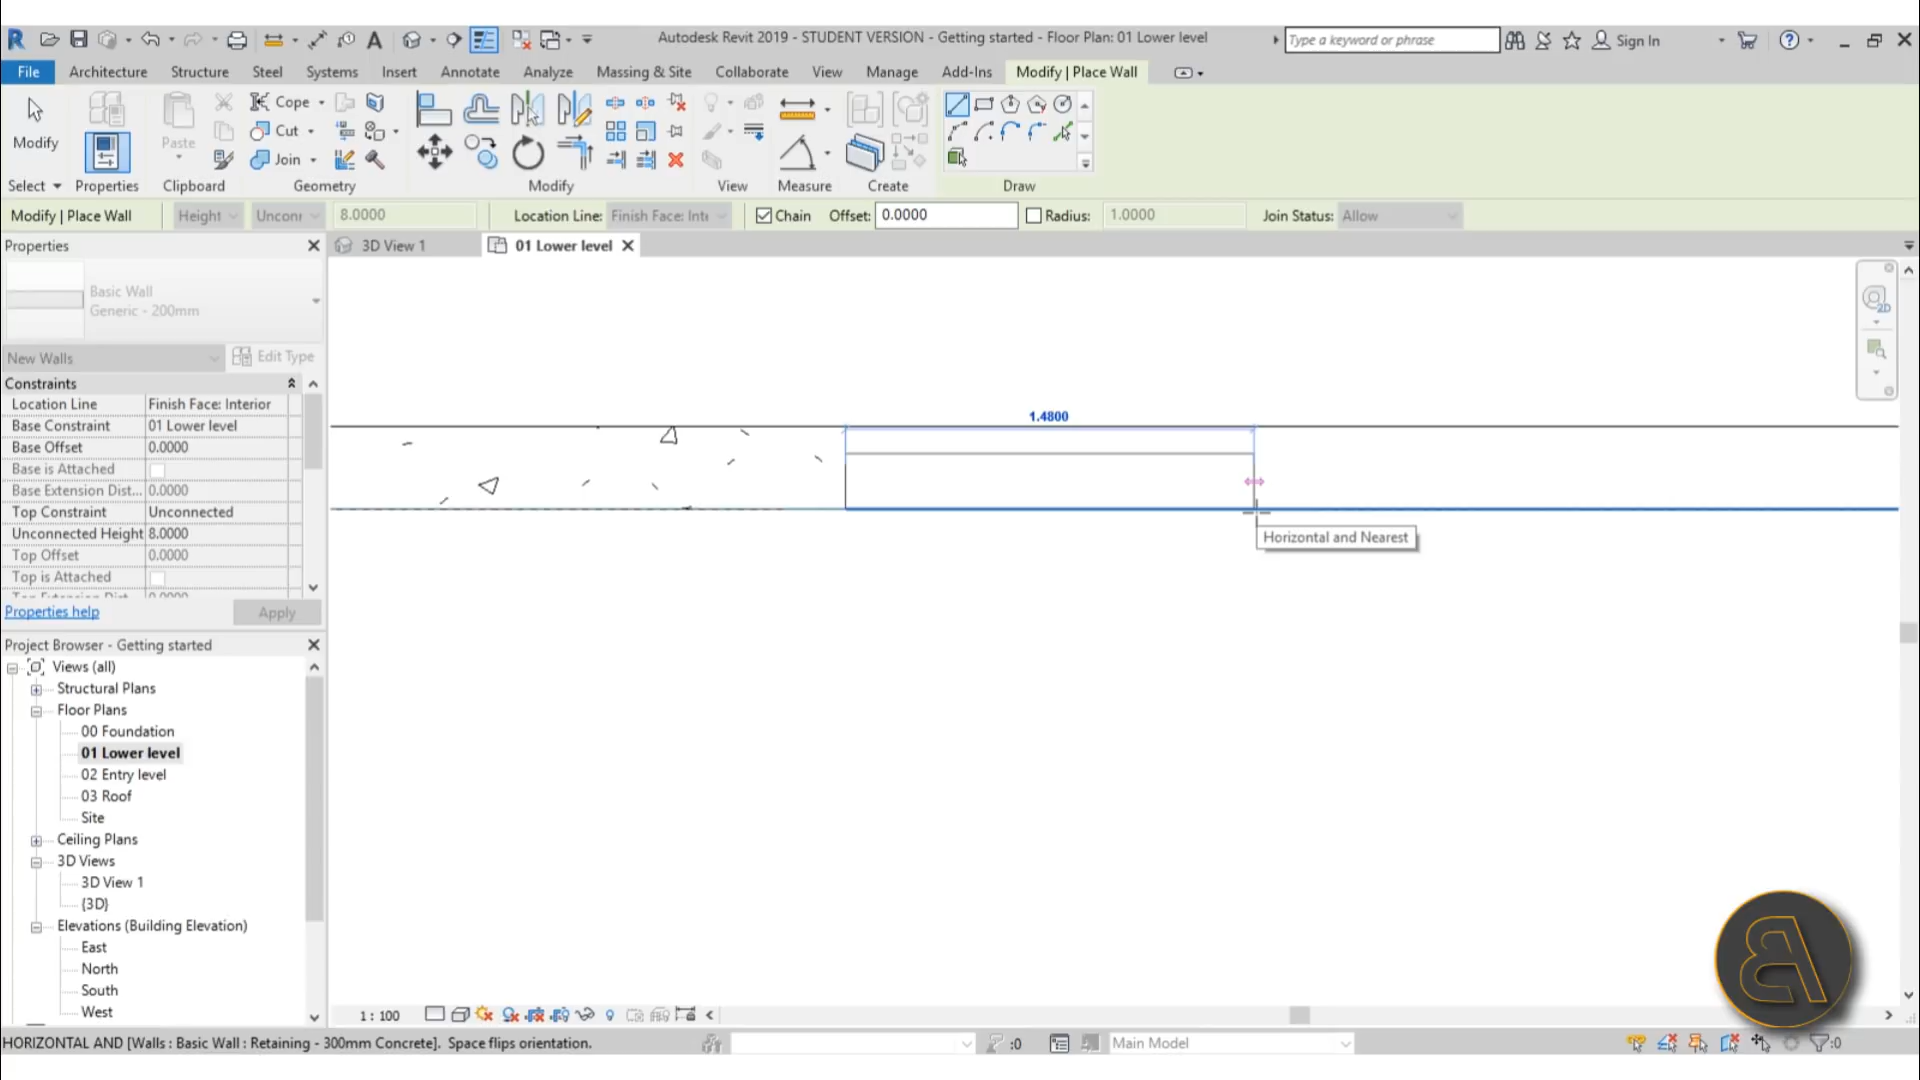 Autodesk Revit 2019 - STUDENT VERSION - Getting started - Floor Plan: 01 Lower level
Type a keyword or phrase
Sign In
File Architecture Structure Steel Systems Insert Annotate Analyze Massing & Site Collaborate View Manage Add-Ins Modify | Place Wall
Modify
Paste
Cope
Cut
Join
Select Properties Clipboard Geometry Modify View Measure Create Draw
Modify | Place Wall Height Unconr 8.0000 Location Line: Finish Face: Inte Chain Offset: 0.0000 Radius: 1.0000 Join Status: Allow
Properties
3D View 1
01 Lower level
Basic Wall
Generic - 200mm
New Walls
Edit Type
Constraints
Location Line Finish Face: Interior
Base Constraint 01 Lower level
Base Offset 0.0000
Base is Attached
Base Extension Dist... 0.0000
Top Constraint Unconnected
Unconnected Height 8.0000
Top Offset 0.0000
Top is Attached
Properties help
Apply
1.4800
Horizontal and Nearest
Project Browser - Getting started
Views (all)
Structural Plans
Floor Plans
00 Foundation
01 Lower level
02 Entry level
03 Roof
Site
Ceiling Plans
3D Views
3D View 1
{3D}
Elevations (Building Elevation)
East
North
South
West
1 : 100
HORIZONTAL AND [Walls : Basic Wall : Retaining - 300mm Concrete]. Space flips orientation.
:0
Main Model
:0
2D